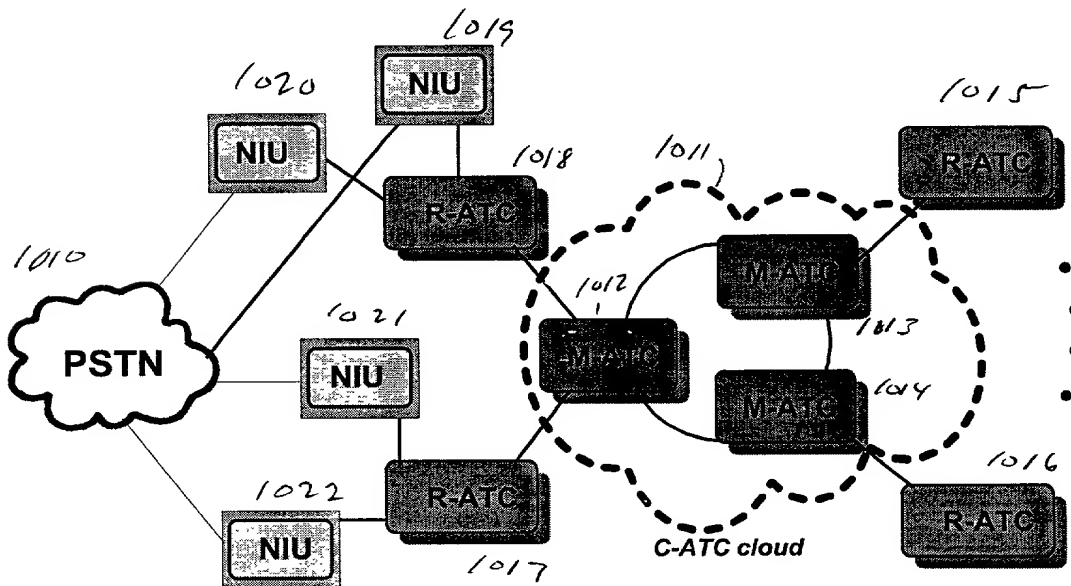 1019
NIU
1020
NIU
1018
R-ATC
1011
1015
R-ATC
1010
PSTN
1012
M-ATC
M-ATC
1013
1021
NIU
1014
M-ATC
1022
NIU
R-ATC
1017
C-ATC cloud
1016
R-ATC